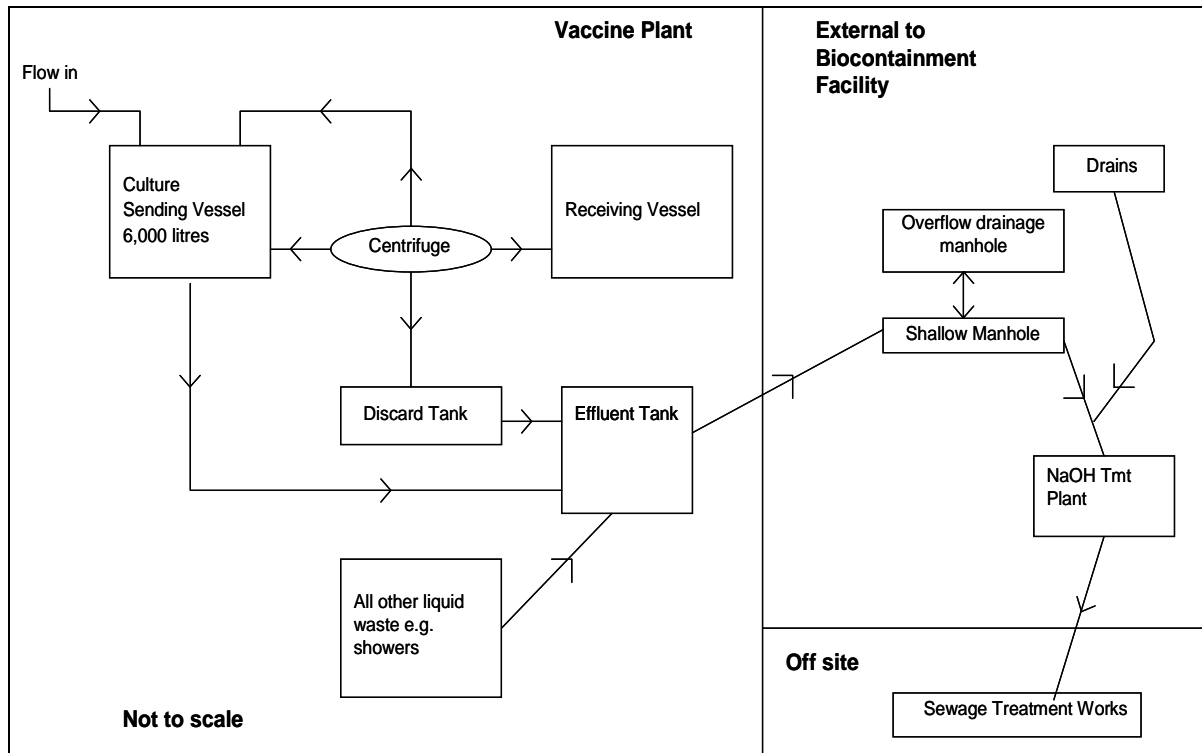 Vaccine Plant
Flow in
Culture
Sending Vessel
6,000 litres
Centrifuge
Receiving Vessel
Discard Tank
Effluent Tank
All other liquid
waste e.g.
showers
Not to scale
External to
Biocontainment
Facility
Drains
Overflow drainage
manhole
Shallow Manhole
NaOH Tmt
Plant
Off site
Sewage Treatment Works